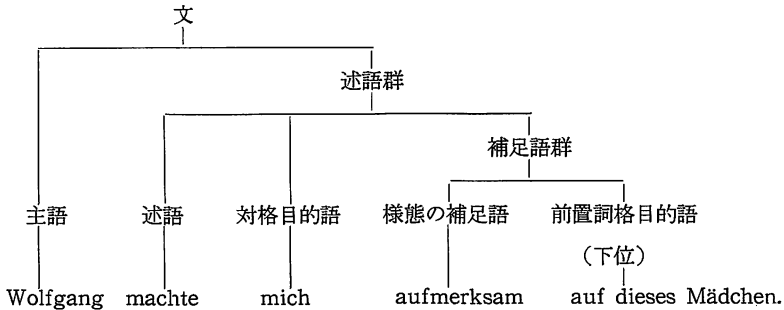 文
述語群
補足語群
主語 述語 対格目的語 様態の補足語 前置詞格目的語
（下位）
Wolfgang machte mich aufmerksam auf dieses Mädchen.